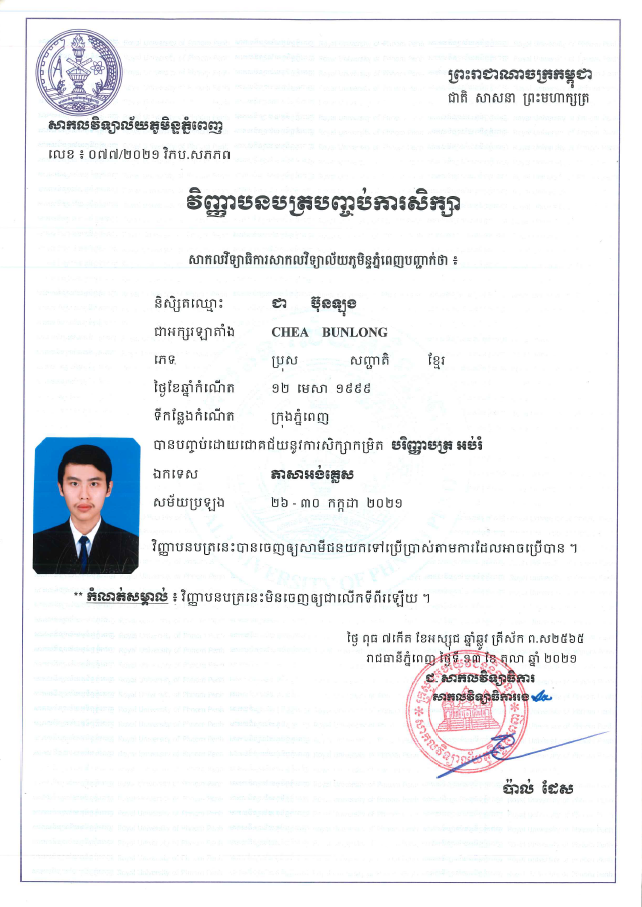 ព្រះរាជាណាចក្រកម្ពុជា
ជាតិ សាសនា ព្រះមហាក្សត្រ
សាកលវិទ្យាល័យភូមិន្ទភ្នំពេញ
លេខ ៖ ០៧៧/២០២១ វិភប.សភភព
វិញ្ញាបនបត្របញ្ចប់ការសិក្សា
សាកលវិទ្យាធិការសាកលវិទ្យាល័យភូមិន្ទភ្នំពេញបញ្ជាក់ថា ៖
និស្សិតឈ្មោះ ជា ប៊ុនឡុង
ជាអក្សរឡាតាំង CHEA BUNLONG
ភេទ ប្រុស សញ្ជាតិ ខ្មែរ
ថ្ងៃខែឆ្នាំកំណើត ១២ មេសា ១៩៩៩
ទីកន្លែងកំណើត ក្រុងភ្នំពេញ
បានបញ្ចប់ដោយជោគជ័យនូវការសិក្សាកម្រិត បរិញ្ញាបត្រ អប់រំ
ឯកទេស ភាសាអង់គ្លេស
សម័យប្រឡង ២៦ - ៣០ កក្កដា ២០២១
វិញ្ញាបនបត្រនេះបានចេញឲ្យសាមីជនយកទៅប្រើប្រាស់តាមការដែលអាចប្រើបាន ។
** កំណត់សម្គាល់ ៖ វិញ្ញាបនបត្រនេះមិនចេញឲ្យជាលើកទីពីរឡើយ ។
ថ្ងៃ ពុធ ៧កើត ខែអស្សុជ ឆ្នាំឆ្លូវ ត្រីស័ក ព.ស២៥៦៥
រាជធានីភ្នំពេញ ថ្ងៃទី ១៣ ខែ តុលា ឆ្នាំ ២០២១
ជ. សាកលវិទ្យាធិការ
សាកលវិទ្យាធិការរង
សាកលវិទ្យាល័យភូមិន្ទភ្នំពេញ
ប៉ាល់ ដែស